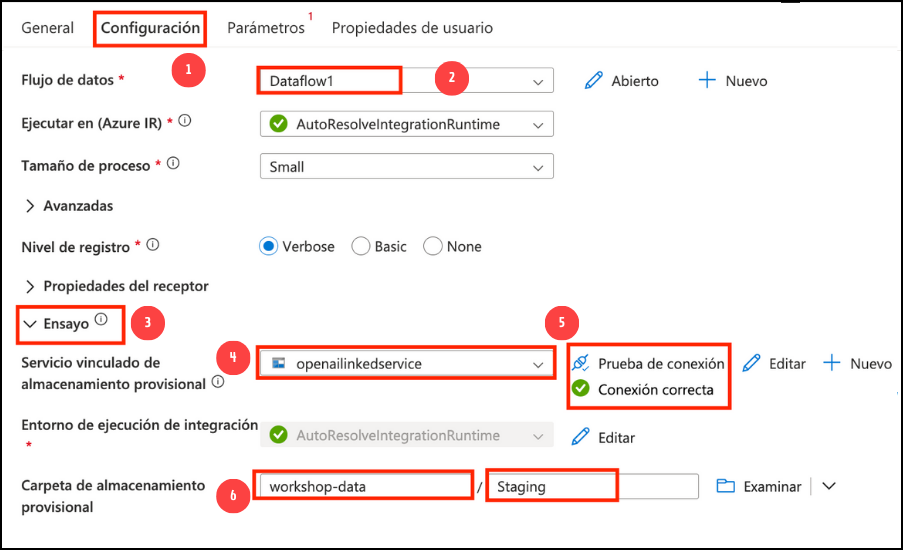 General Configuración Parámetros 1 Propiedades de usuario
1
Flujo de datos * Dataflow1 2 Abierto Nuevo
Ejecutar en (Azure IR) * AutoResolveIntegrationRuntime
Tamaño de proceso * Small
Avanzadas
Nivel de registro * Verbose Basic None
Propiedades del receptor
Ensayo 3 5
Servicio vinculado de 4 openailinkedservice Prueba de conexión Editar Nuevo
almacenamiento provisional Conexión correcta
Entorno de ejecución de integración AutoResolveIntegrationRuntime Editar
*
Carpeta de almacenamiento 6 workshop-data / Staging Examinar
provisional